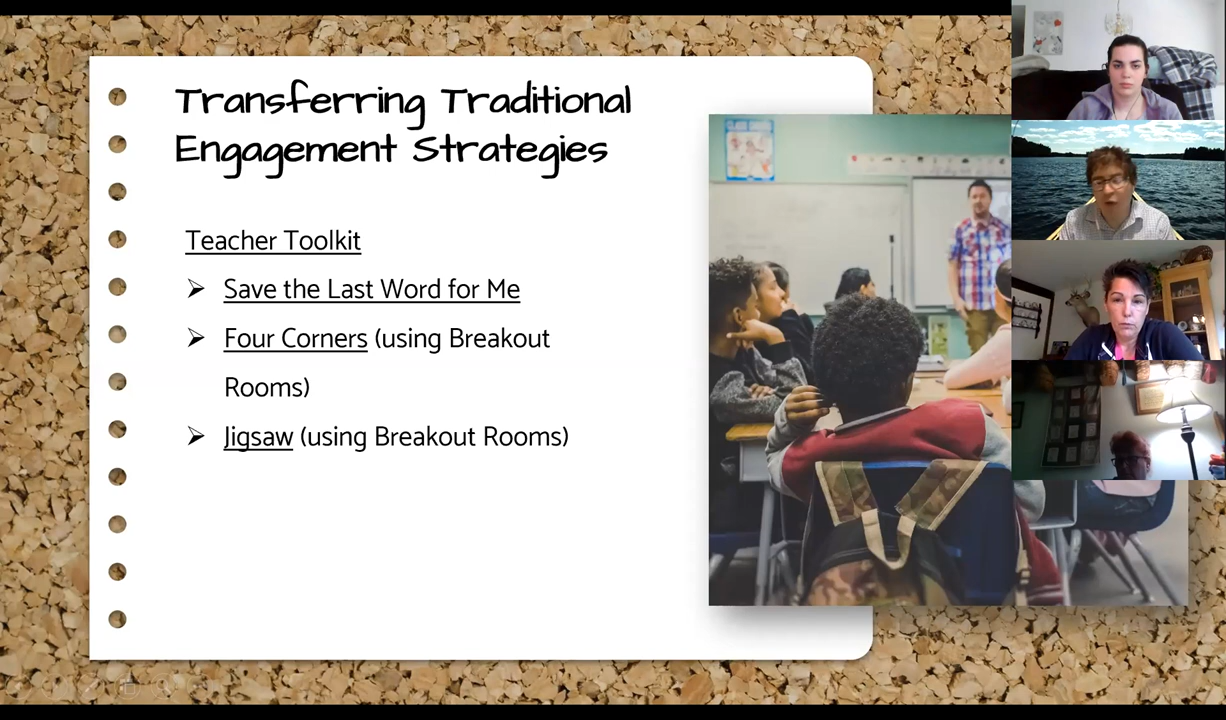 Transferring Traditional
Engagement Strategies
Teacher Toolkit
➢ Save the Last Word for Me
➢ Four Corners (using Breakout
Rooms)
➢ Jigsaw (using Breakout Rooms)